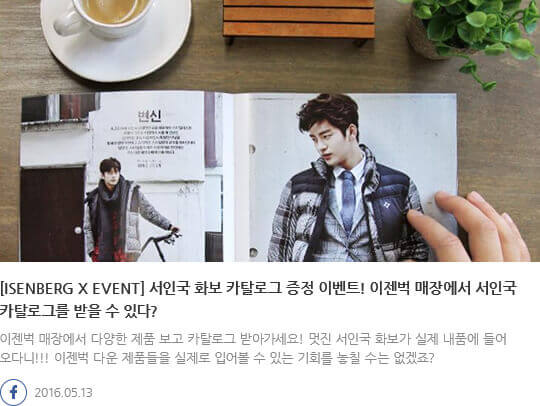 변신
[ISENBERG X EVENT] 서인국 화보 카탈로그 증정 이벤트! 이젠벅 매장에서 서인국
카탈로그를 받을 수 있다?
이젠벅 매장에서 다양한 제품 보고 카탈로그 받아가세요! 멋진 서인국 화보가 실제 내품에 들어
오다니!!! 이젠벅 다운 제품들을 실제로 입어볼 수 있는 기회를 놓칠 수는 없겠죠?
f 2016.05.13